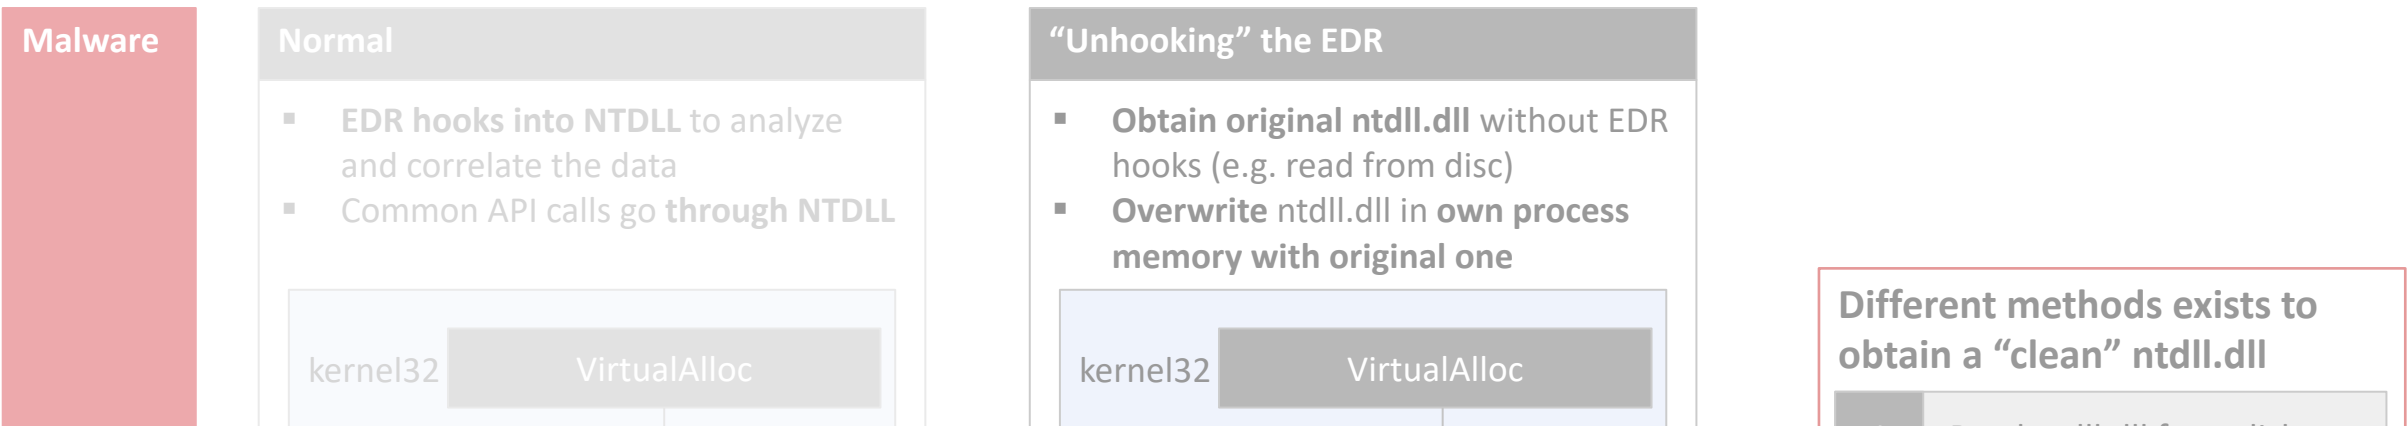 Malware
Normal
▪ EDR hooks into NTDLL to analyze
and correlate the data
▪ Common API calls go through NTDLL
kernel32
VirtualAlloc
“Unhooking” the EDR
▪ Obtain original ntdll.dll without EDR
hooks (e.g. read from disc)
▪ Overwrite ntdll.dll in own process
memory with original one
kernel32
VirtualAlloc
Different methods exists to
obtain a “clean” ntdll.dll